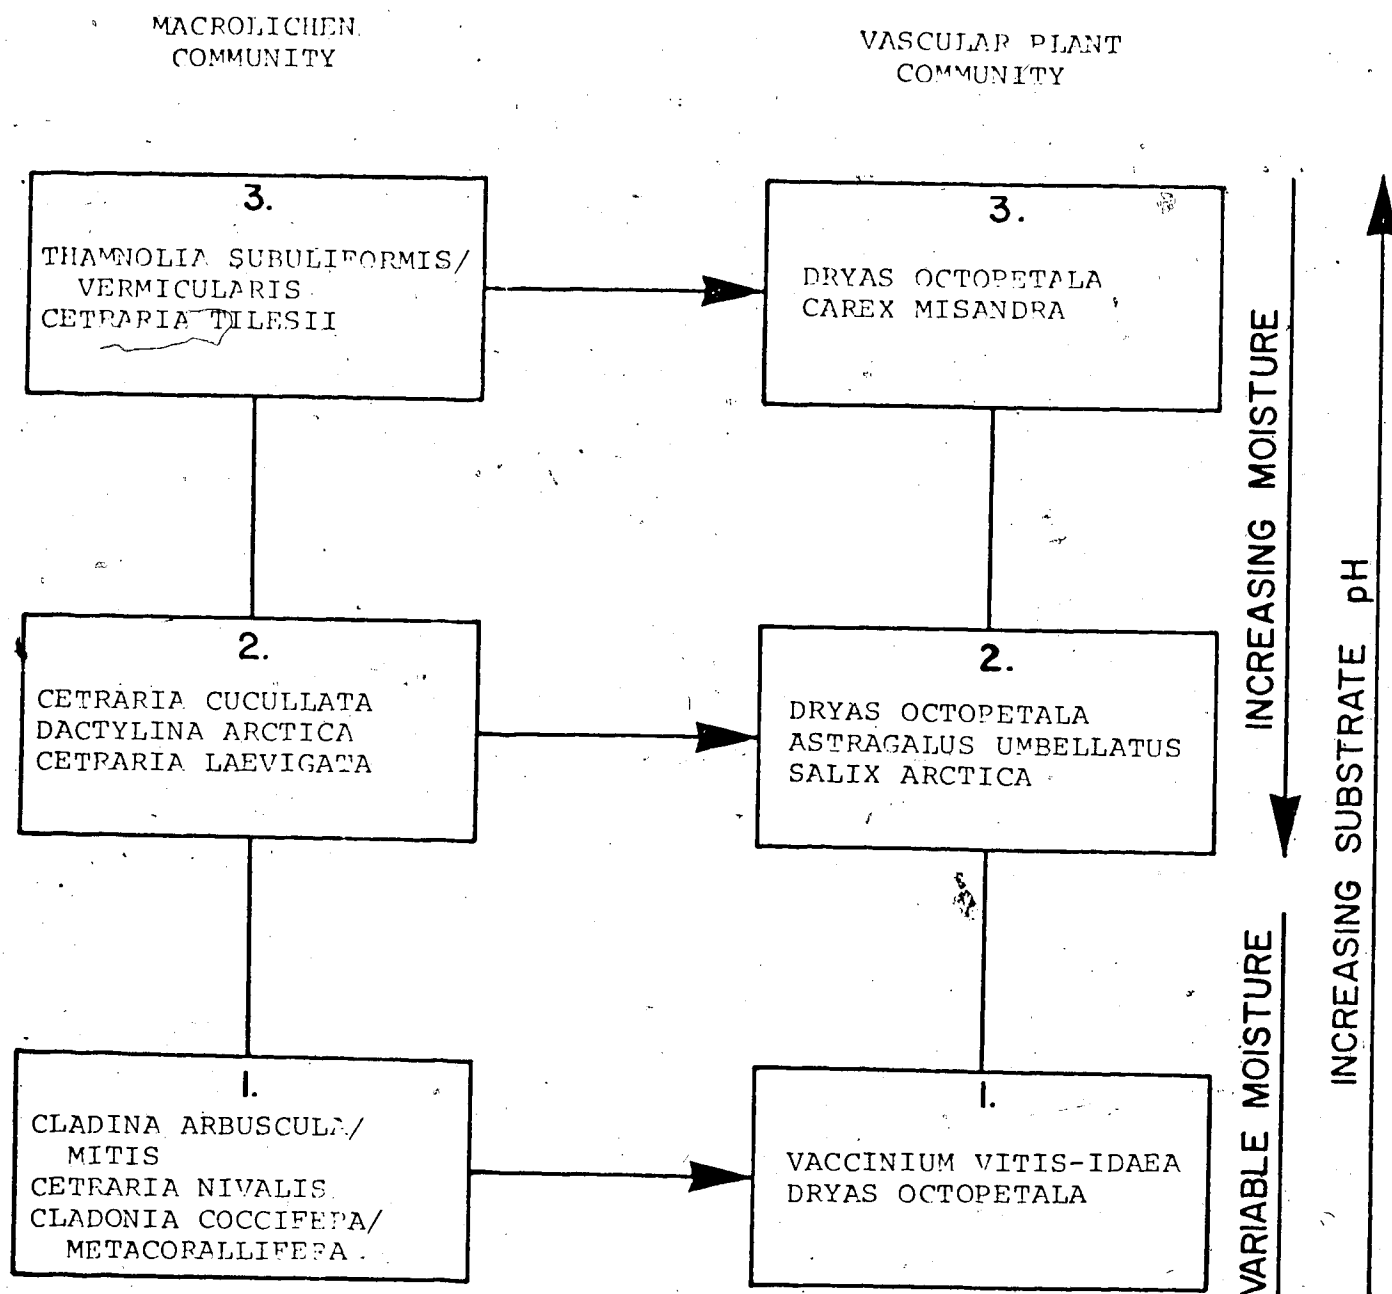 MACROLICHEN
COMMUNITY
VASCULAR PLANT
COMMUNITY
3.
THAMNOLIA SUBULIFORMIS/
VERMICULARIS
CETRARIA TILESII
3.
DRYAS OCTOPETALA
CAREX MISANDRA
2.
CETRARIA CUCULLATA
DACTYLINA ARCTICA
CETRARIA LAEVIGATA
2.
DRYAS OCTOPETALA
ASTRAGALUS UMBELLATUS
SALIX ARCTICA
1.
CLADINA ARBUSCULA/
MITIS
CETRARIA NIVALIS
CLADONIA COCCIFERA/
METACORALLIFERA
1.
VACCINIUM VITIS-IDAEA
DRYAS OCTOPETALA
INCREASING MOISTURE
VARIABLE MOISTURE
INCREASING SUBSTRATE pH